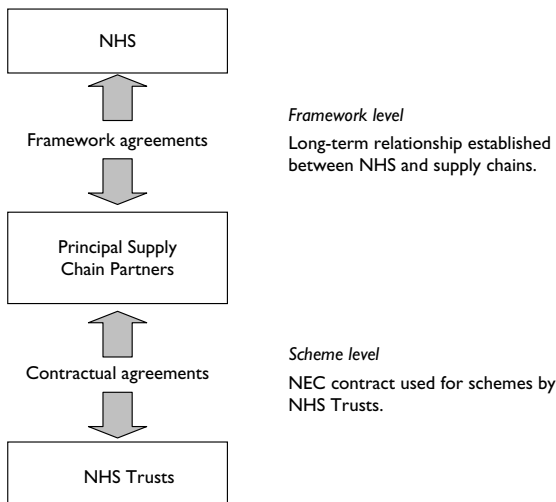 NHS
Framework level
Framework agreements
Long-term relationship established
between NHS and supply chains.
Principal Supply
Chain Partners
Scheme level
Contractual agreements
NEC contract used for schemes by
NHS Trusts.
NHS Trusts